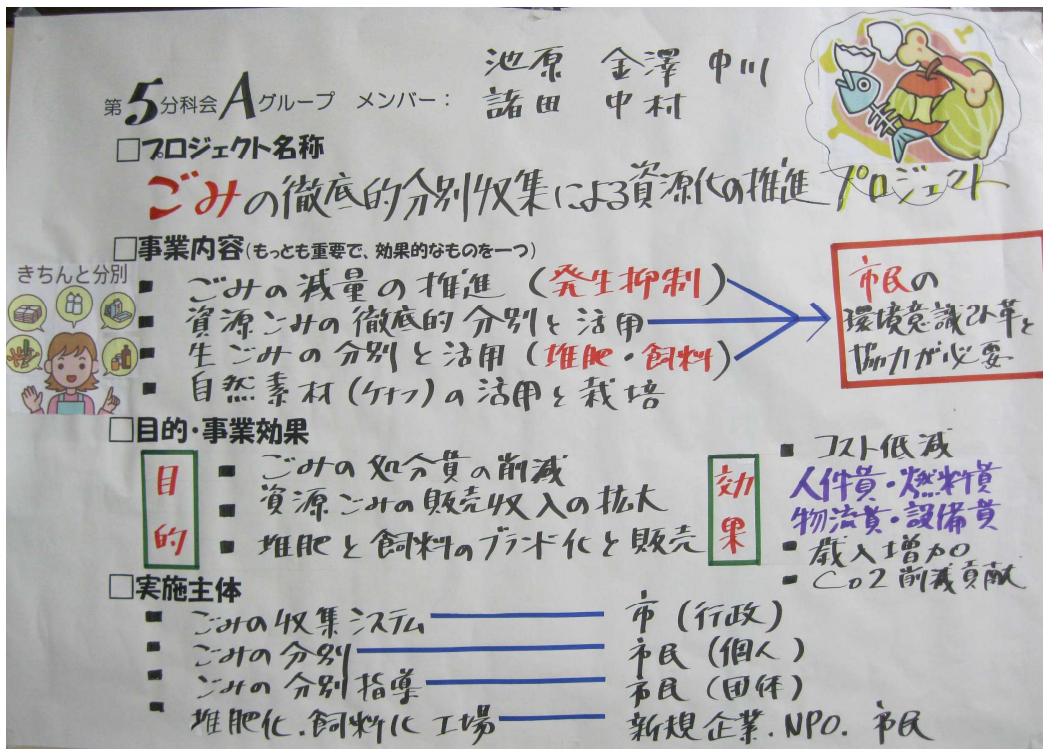 第5分科会Aグループ メンバー： 池原 金澤 中川
諸田 中村
□プロジェクト名称
ごみの徹底的分別収集による資源化の推進プロジェクト
□事業内容(もっとも重要で、効果的なものを一つ)
きちんと分別
■ ごみの減量の推進 (発生抑制)
■ 資源ごみの徹底的分別と活用
■ 生ごみの分別と活用 (堆肥・飼料)
■ 自然素材(ケナフ)の活用と栽培
市民の
環境意識改革と
協力が必要
□目的・事業効果
目的
■ ごみの処分費の削減
■ 資源ごみの販売収入の拡大
■ 堆肥と飼料のブランド化と販売
効果
■ コスト低減
人件費・燃料費
物流費・設備費
■ 歳入増加
■ Co2削減貢献
□実施主体
■ ごみの収集システム 市(行政)
■ ごみの分別 市民(個人)
■ ごみの分別指導 市民(団体)
■ 堆肥化.飼料化工場 新規企業.NPO.市民